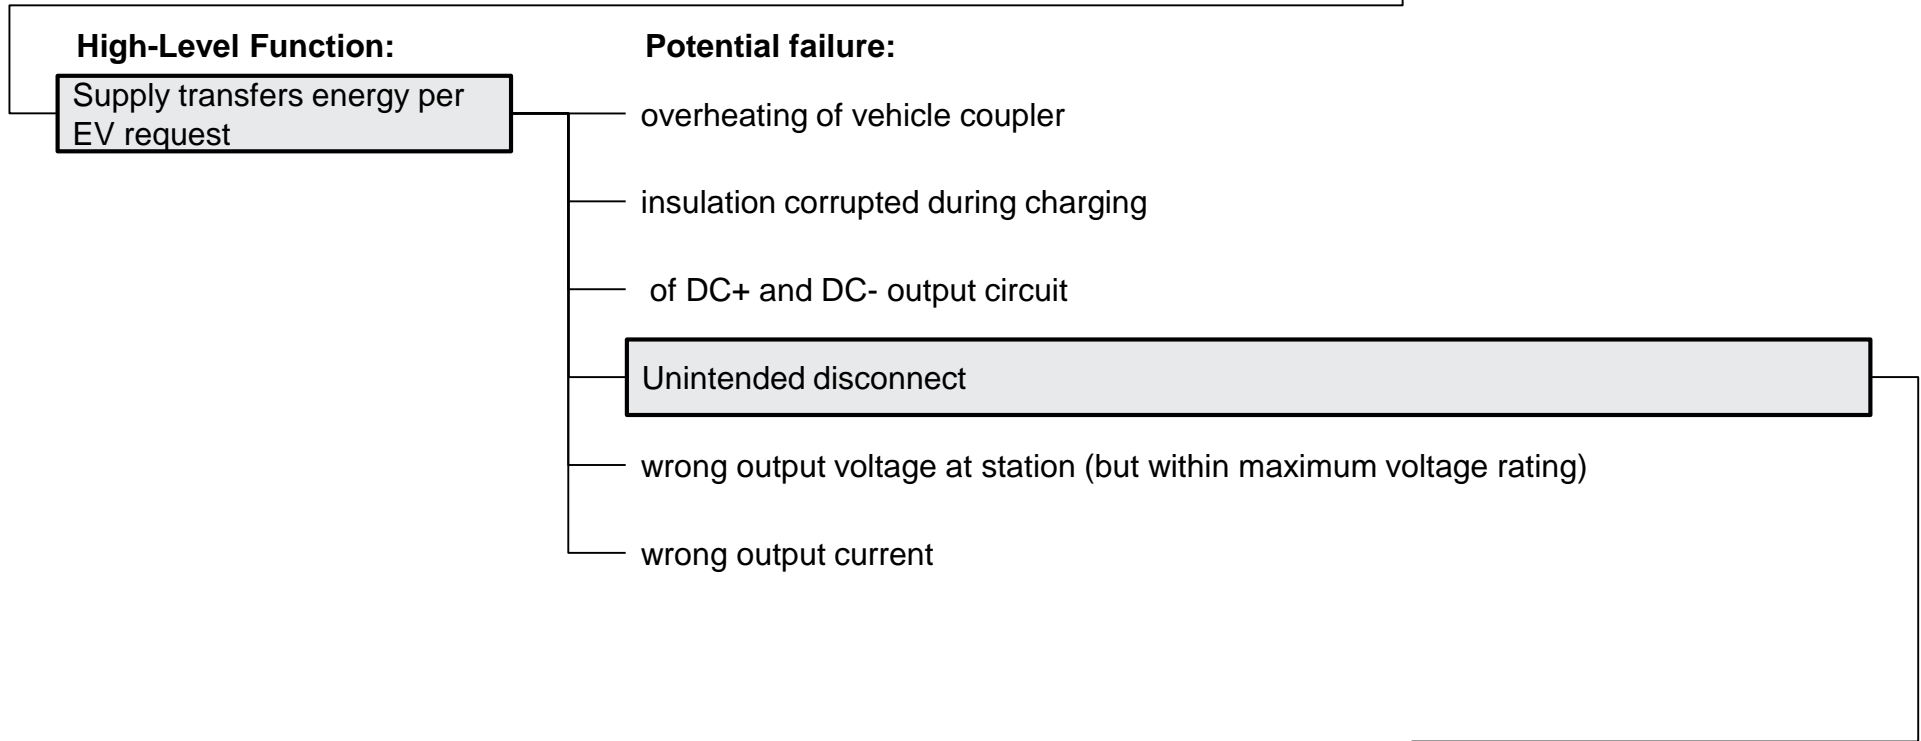 High-Level Function:
Potential failure:
Supply transfers energy per
EV request
overheating of vehicle coupler
insulation corrupted during charging
of DC+ and DC- output circuit
Unintended disconnect
wrong output voltage at station (but within maximum voltage rating)
wrong output current